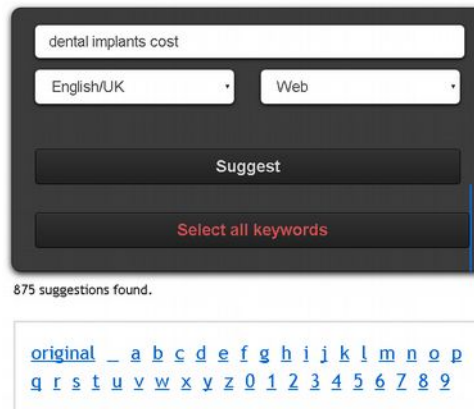 dental implants cost
English/UK Web
Suggest
Select all keywords
875 suggestions found.
original _ a b c d e f g h i j k l m n o p
q r s t u v w x y z 0 1 2 3 4 5 6 7 8 9